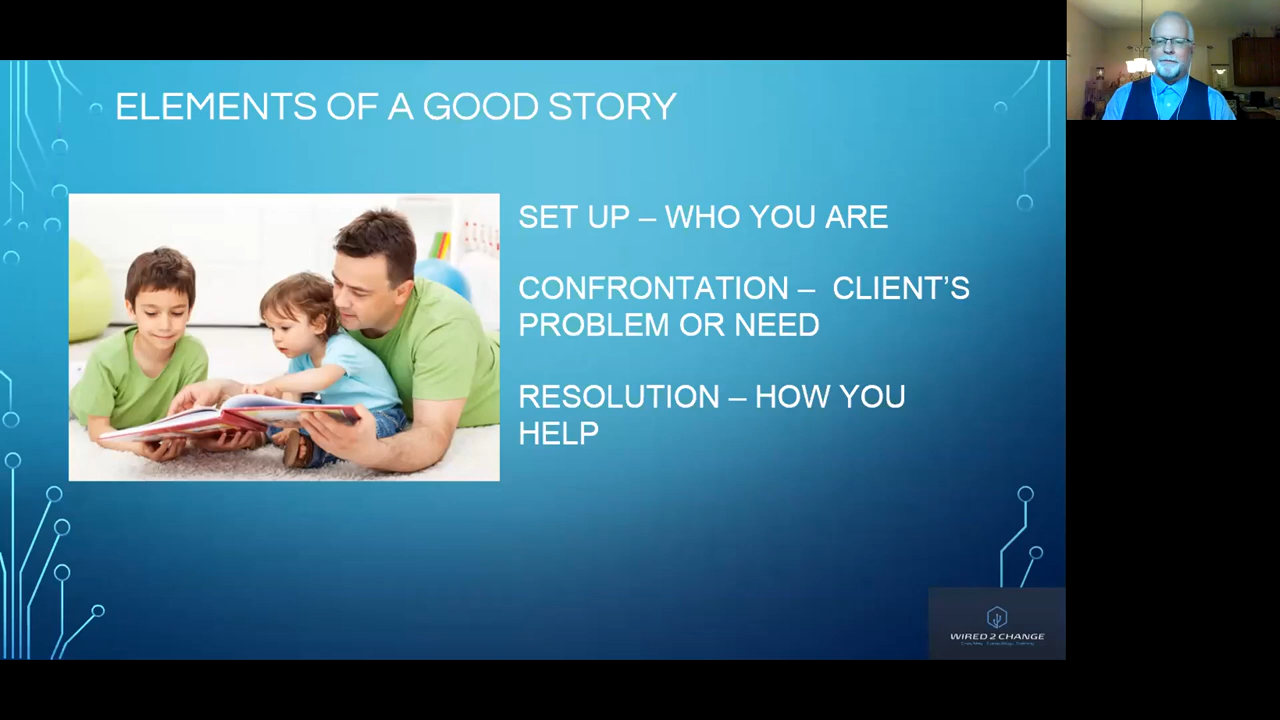 ELEMENTS OF A GOOD STORY
SET UP – WHO YOU ARE
CONFRONTATION – CLIENT'S
PROBLEM OR NEED
RESOLUTION – HOW YOU
HELP
WIRED 2 CHANGE